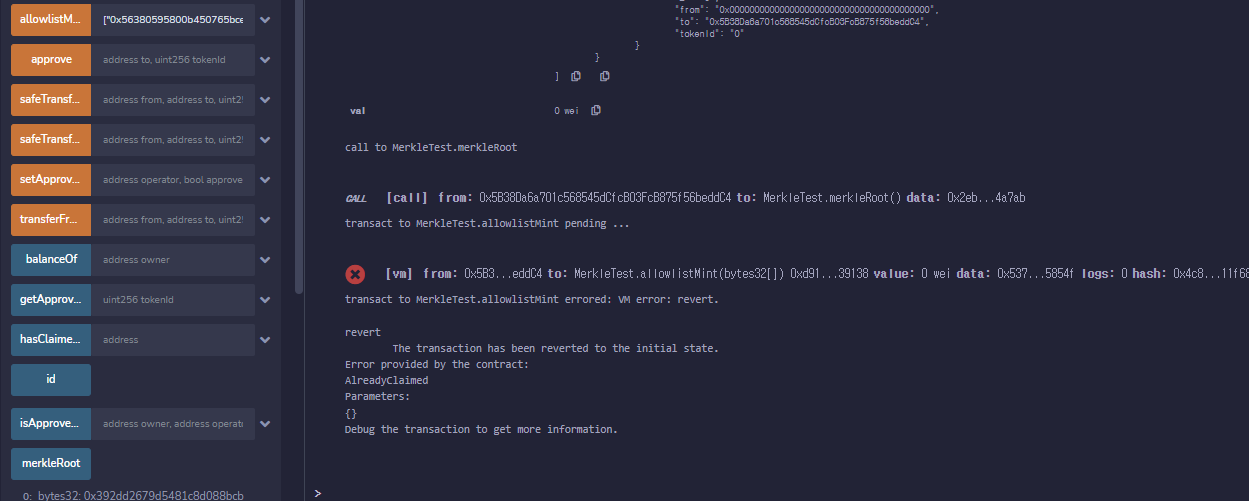 allowlistM...
["0x56380595800b450765bce
approve
address to, uint256 tokenId
safeTransf...
address from, address to, uint2!
safeTransf...
address from, address to, uint2!
setApprov...
address operator, bool approve
transferFr...
address from, address to, uint2!
balanceOf
address owner
getApprov...
uint256 tokenId
hasClaime...
address
id
isApprove...
address owner, address operat
merkleRoot
0: bytes32: 0x392dd2679d5481c8d088bcb
"from": "0x0000000000000000000000000000000000000000",
"to": "0x5B38Da6a701c568545dCfcB03FcB875f56beddC4",
"tokenId": "0"
}
}
]
val
0 wei
call to MerkleTest.merkleRoot
CALL
[call] from: 0x5B38Da6a701c568545dCfcB03FcB875f56beddC4 to: MerkleTest.merkleRoot() data: 0x2eb...4a7ab
transact to MerkleTest.allowlistMint pending ...
[vm] from: 0x5B3...eddC4 to: MerkleTest.allowlistMint(bytes32[]) 0xd91...39138 value: 0 wei data: 0x537...5854f logs: 0 hash: 0x4c8...11f68
transact to MerkleTest.allowlistMint errored: VM error: revert.
revert
The transaction has been reverted to the initial state.
Error provided by the contract:
AlreadyClaimed
Parameters:
{}
Debug the transaction to get more information.
>